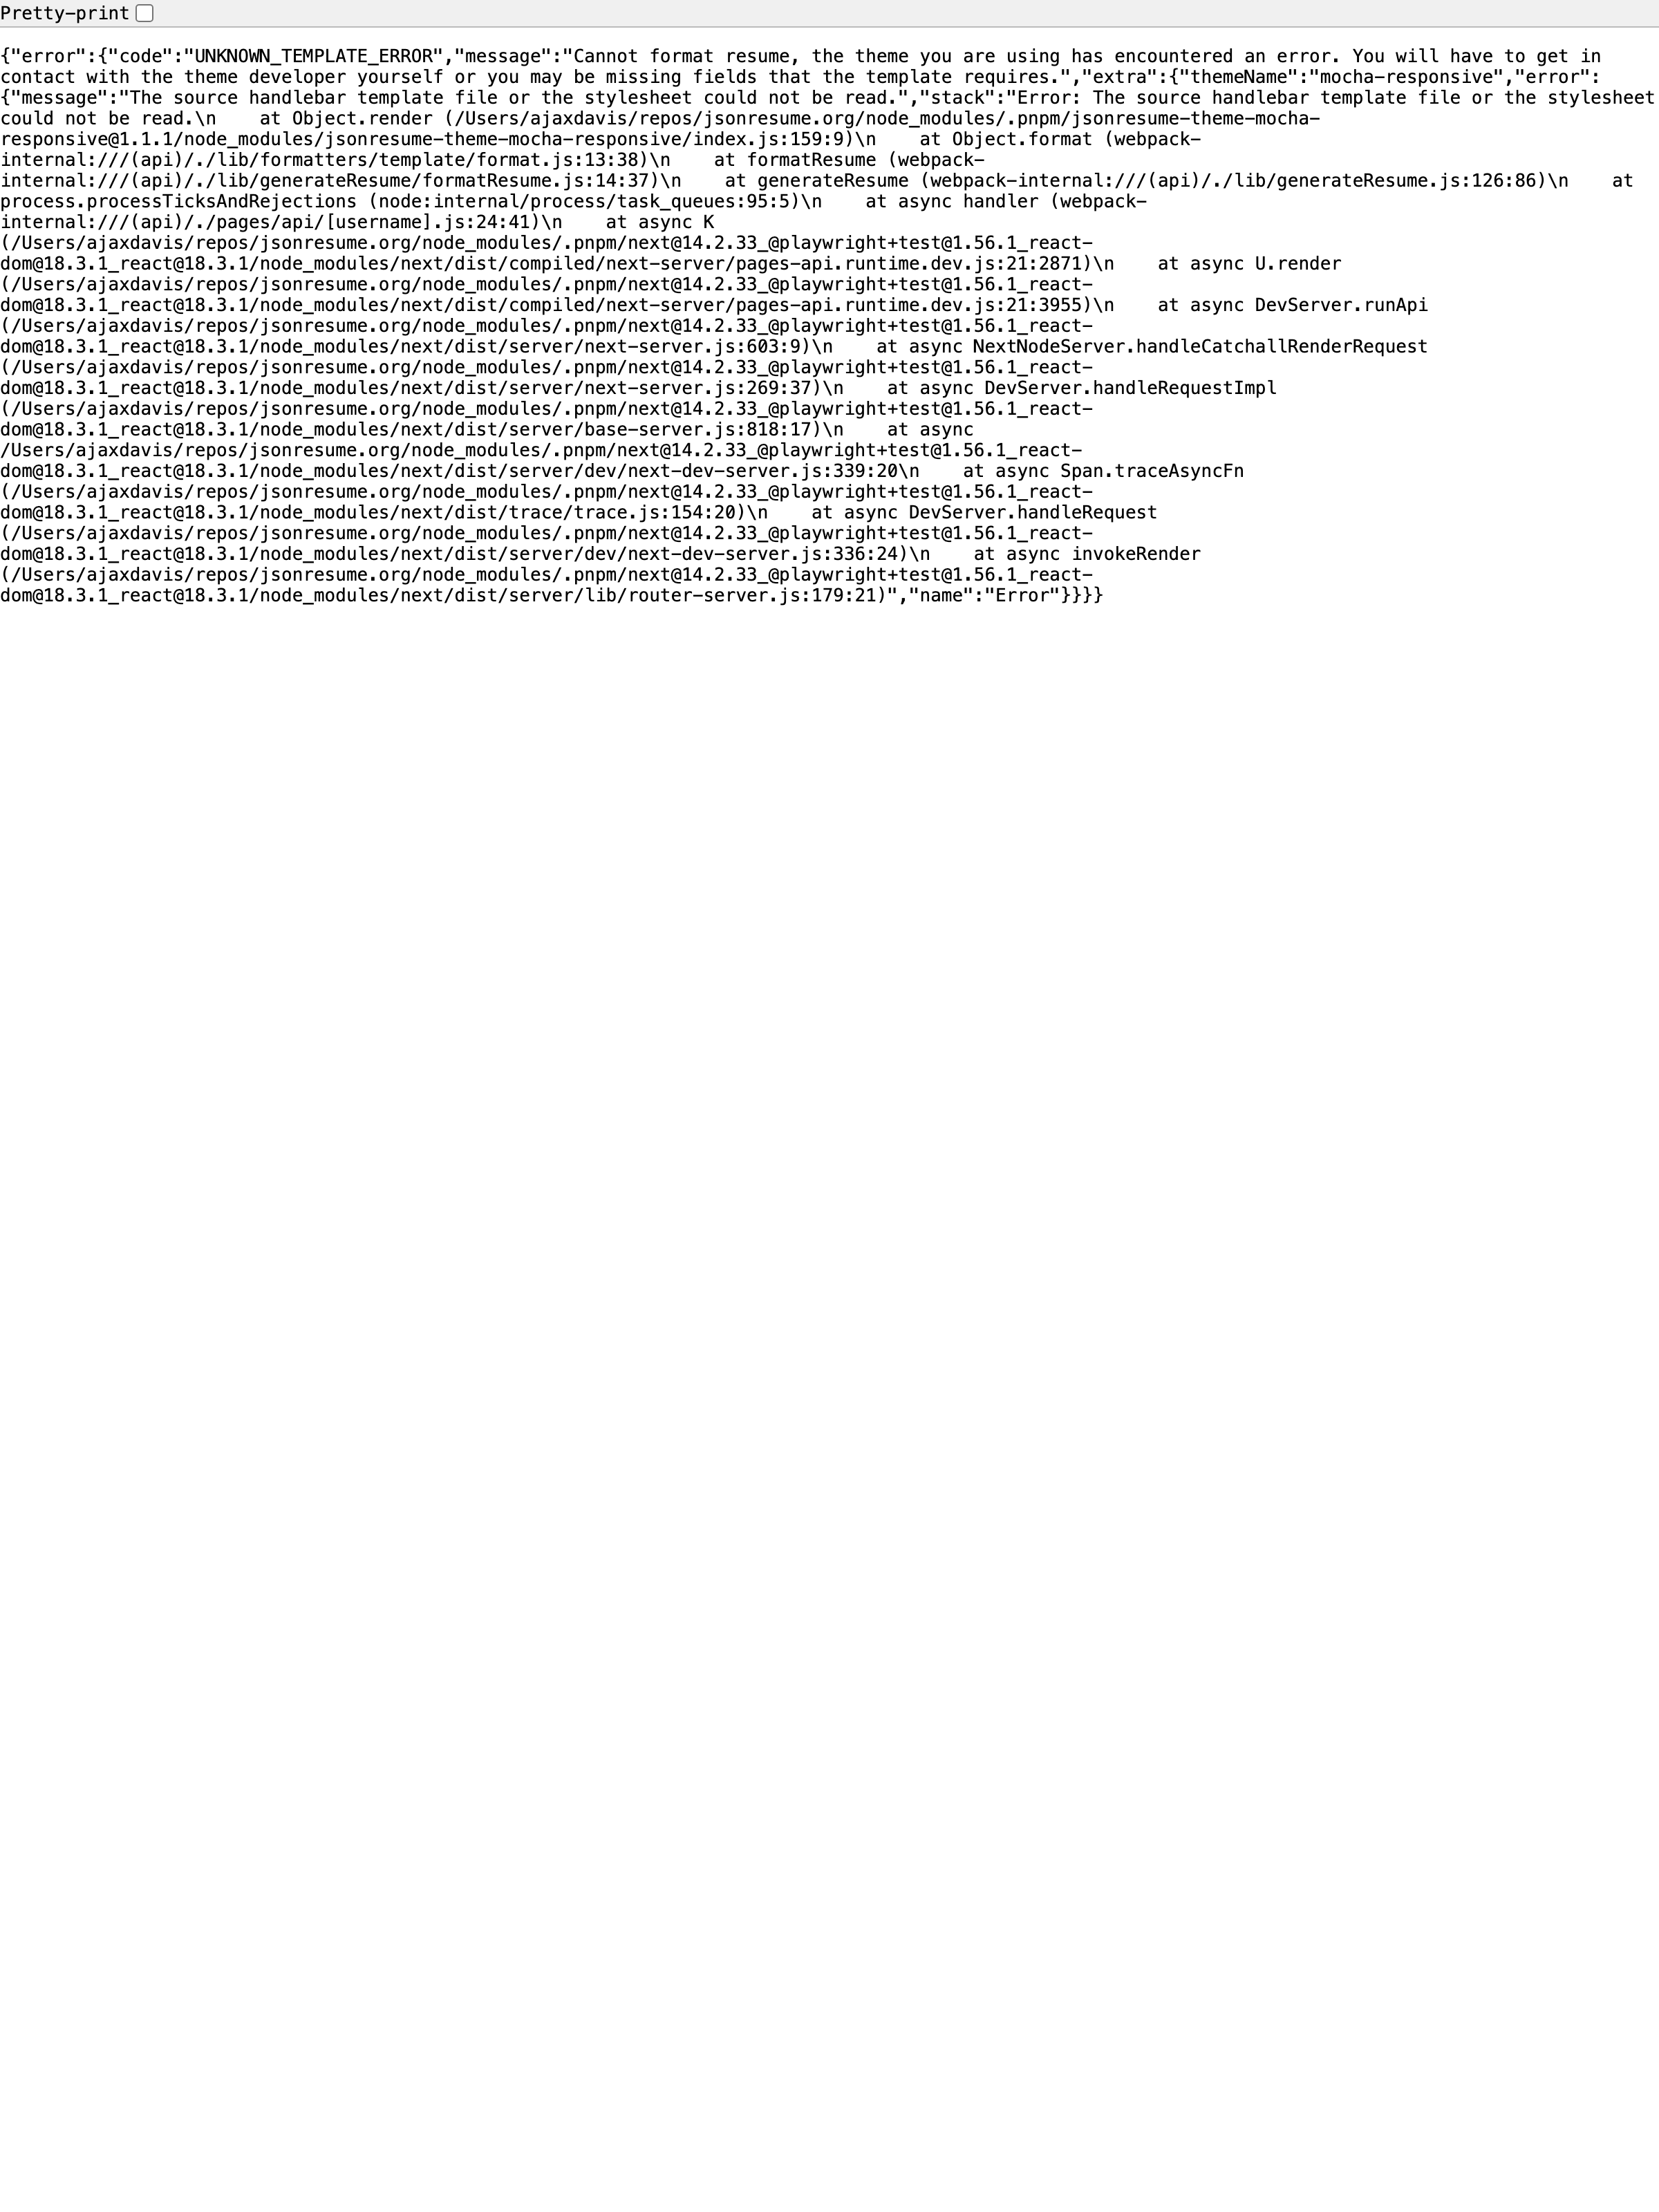 Pretty-print
{"error":{"code":"UNKNOWN_TEMPLATE_ERROR","message":"Cannot format resume, the theme you are using has encountered an error. You will have to get in
contact with the theme developer yourself or you may be missing fields that the template requires.","extra":{"themeName":"mocha-responsive","error":
{"message":"The source handlebar template file or the stylesheet could not be read.","stack":"Error: The source handlebar template file or the stylesheet
could not be read.\n    at Object.render (/Users/ajaxdavis/repos/jsonresume.org/node_modules/.pnpm/jsonresume-theme-mocha-
responsive@1.1.1/node_modules/jsonresume-theme-mocha-responsive/index.js:159:9)\n    at Object.format (webpack-
internal:///(api)/./lib/formatters/template/format.js:13:38)\n    at formatResume (webpack-
internal:///(api)/./lib/generateResume/formatResume.js:14:37)\n    at generateResume (webpack-internal:///(api)/./lib/generateResume.js:126:86)\n    at
process.processTicksAndRejections (node:internal/process/task_queues:95:5)\n    at async handler (webpack-
internal:///(api)/./pages/api/[username].js:24:41)\n    at async K
(/Users/ajaxdavis/repos/jsonresume.org/node_modules/.pnpm/next@14.2.33_@playwright+test@1.56.1_react-
dom@18.3.1_react@18.3.1/node_modules/next/dist/compiled/next-server/pages-api.runtime.dev.js:21:2871)\n    at async U.render
(/Users/ajaxdavis/repos/jsonresume.org/node_modules/.pnpm/next@14.2.33_@playwright+test@1.56.1_react-
dom@18.3.1_react@18.3.1/node_modules/next/dist/compiled/next-server/pages-api.runtime.dev.js:21:3955)\n    at async DevServer.runApi
(/Users/ajaxdavis/repos/jsonresume.org/node_modules/.pnpm/next@14.2.33_@playwright+test@1.56.1_react-
dom@18.3.1_react@18.3.1/node_modules/next/dist/server/next-server.js:603:9)\n    at async NextNodeServer.handleCatchallRenderRequest
(/Users/ajaxdavis/repos/jsonresume.org/node_modules/.pnpm/next@14.2.33_@playwright+test@1.56.1_react-
dom@18.3.1_react@18.3.1/node_modules/next/dist/server/next-server.js:269:37)\n    at async DevServer.handleRequestImpl
(/Users/ajaxdavis/repos/jsonresume.org/node_modules/.pnpm/next@14.2.33_@playwright+test@1.56.1_react-
dom@18.3.1_react@18.3.1/node_modules/next/dist/server/base-server.js:818:17)\n    at async
/Users/ajaxdavis/repos/jsonresume.org/node_modules/.pnpm/next@14.2.33_@playwright+test@1.56.1_react-
dom@18.3.1_react@18.3.1/node_modules/next/dist/server/dev/next-dev-server.js:339:20\n    at async Span.traceAsyncFn
(/Users/ajaxdavis/repos/jsonresume.org/node_modules/.pnpm/next@14.2.33_@playwright+test@1.56.1_react-
dom@18.3.1_react@18.3.1/node_modules/next/dist/trace/trace.js:154:20)\n    at async DevServer.handleRequest
(/Users/ajaxdavis/repos/jsonresume.org/node_modules/.pnpm/next@14.2.33_@playwright+test@1.56.1_react-
dom@18.3.1_react@18.3.1/node_modules/next/dist/server/dev/next-dev-server.js:336:24)\n    at async invokeRender
(/Users/ajaxdavis/repos/jsonresume.org/node_modules/.pnpm/next@14.2.33_@playwright+test@1.56.1_react-
dom@18.3.1_react@18.3.1/node_modules/next/dist/server/lib/router-server.js:179:21)","name":"Error"}}}}